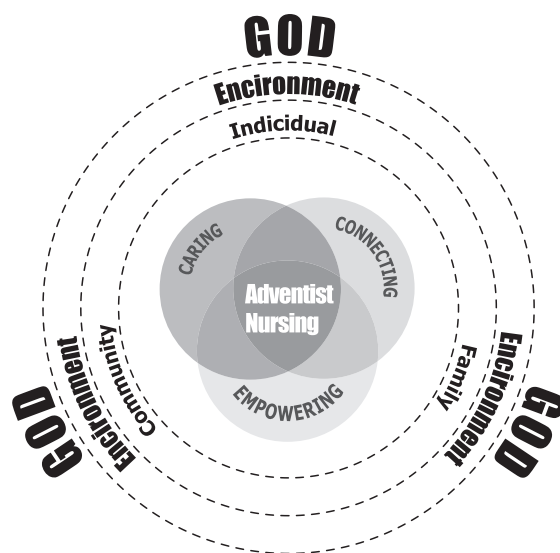 GOD
Encironment
Indicidual
CARING
CONNECTING
Adventist
Nursing
EMPOWERING
Community
Encironment
GOD
Family
Encironment
GOD